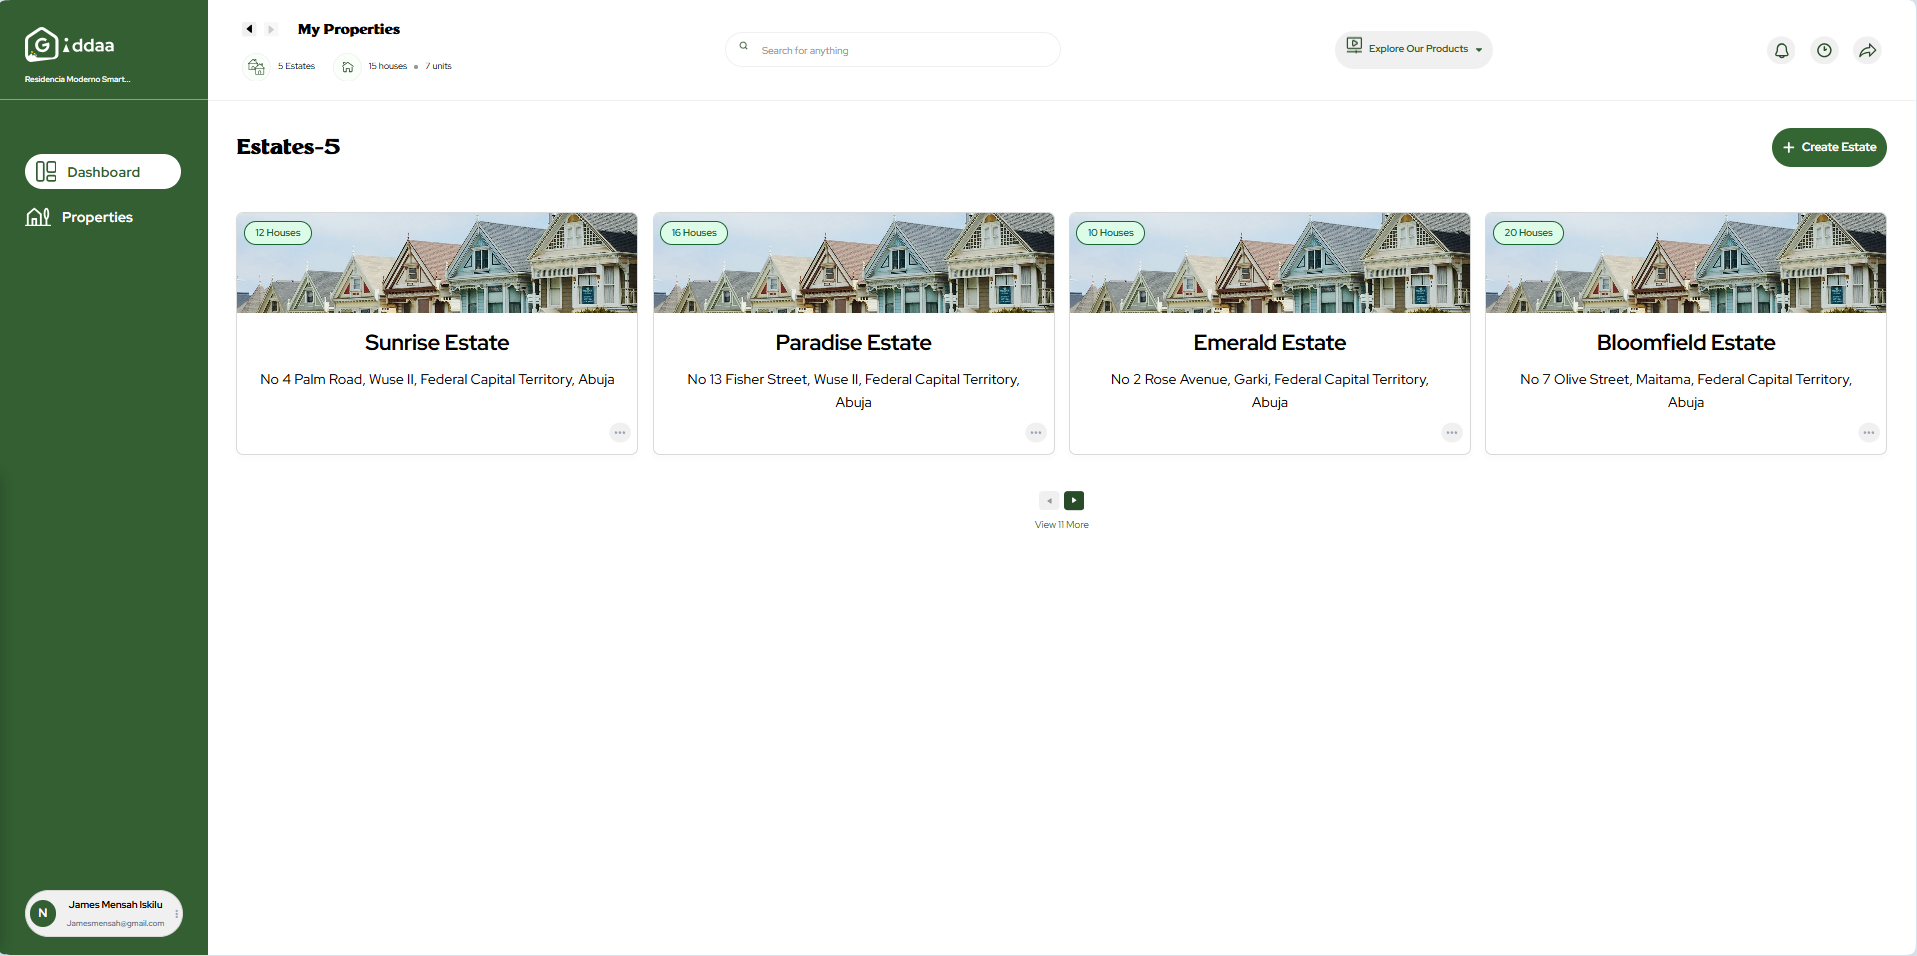 Giddaa
Residencia Moderno Smart...
Dashboard
Properties
My Properties
5 Estates
15 houses
7 units
Search for anything
Explore Our Products
Estates-5
+ Create Estate
12 Houses
Sunrise Estate
No 4 Palm Road, Wuse II, Federal Capital Territory, Abuja
16 Houses
Paradise Estate
No 13 Fisher Street, Wuse II, Federal Capital Territory,
Abuja
10 Houses
Emerald Estate
No 2 Rose Avenue, Garki, Federal Capital Territory,
Abuja
20 Houses
Bloomfield Estate
No 7 Olive Street, Maitama, Federal Capital Territory,
Abuja
View 11 More
N
James Mensah Iskilu
Jamesmensah@gmail.com